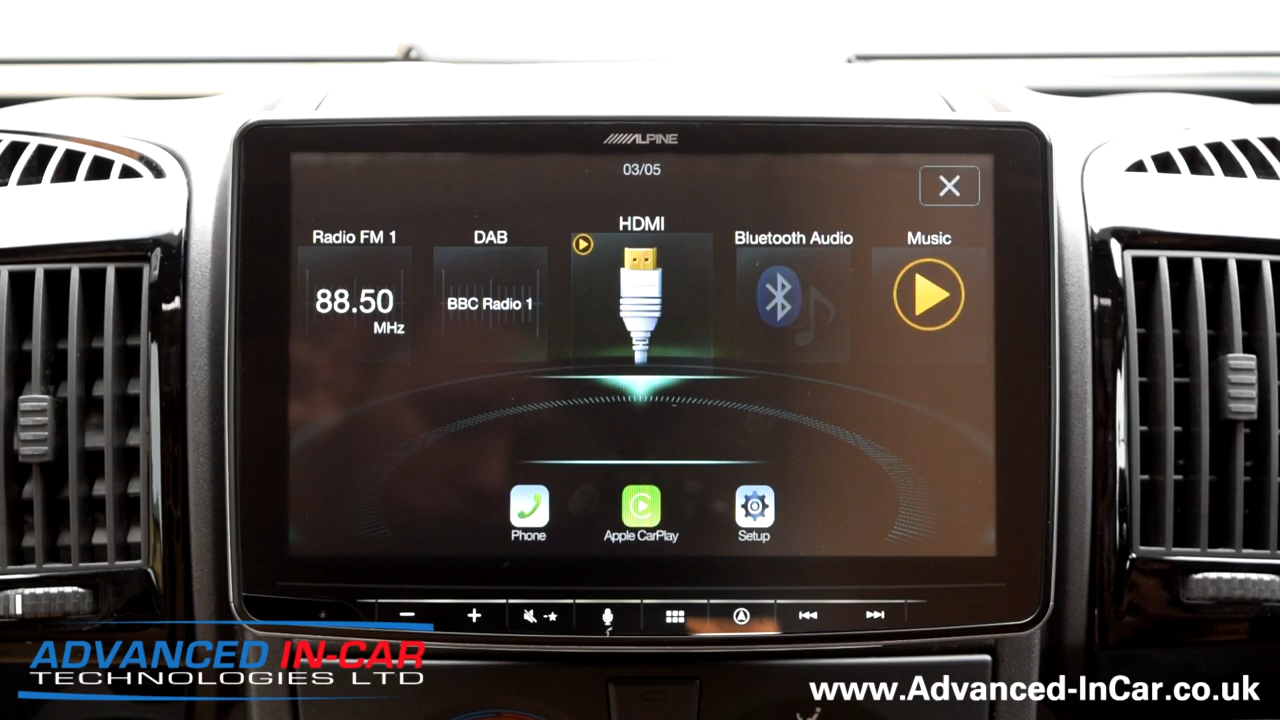 ALPINE
03/05
HDMI
Radio FM 1
DAB
Bluetooth Audio
Music
88.50
MHz
BBC Radio 1
Phone
Apple CarPlay
Setup
ADVANCED IN-CAR
TECHNOLOGIES LTD
www.Advanced-InCar.co.uk